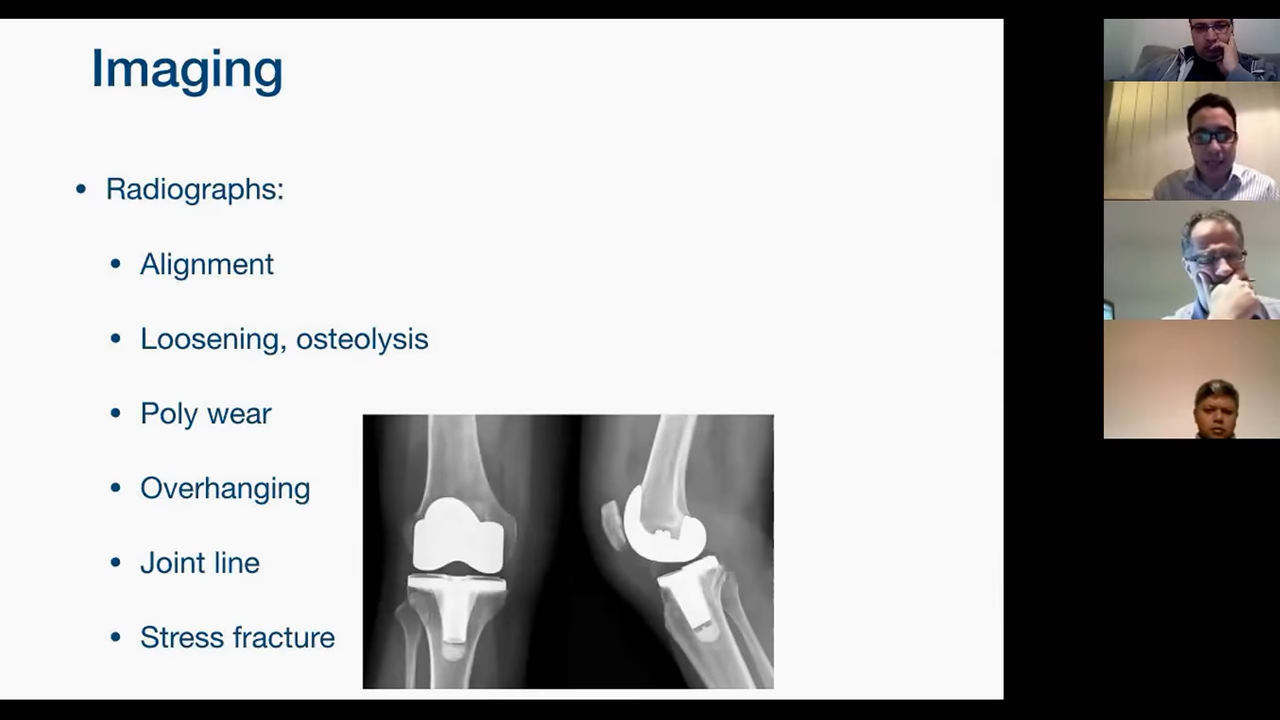 Imaging
• Radiographs:
• Alignment
• Loosening, osteolysis
• Poly wear
• Overhanging
• Joint line
• Stress fracture